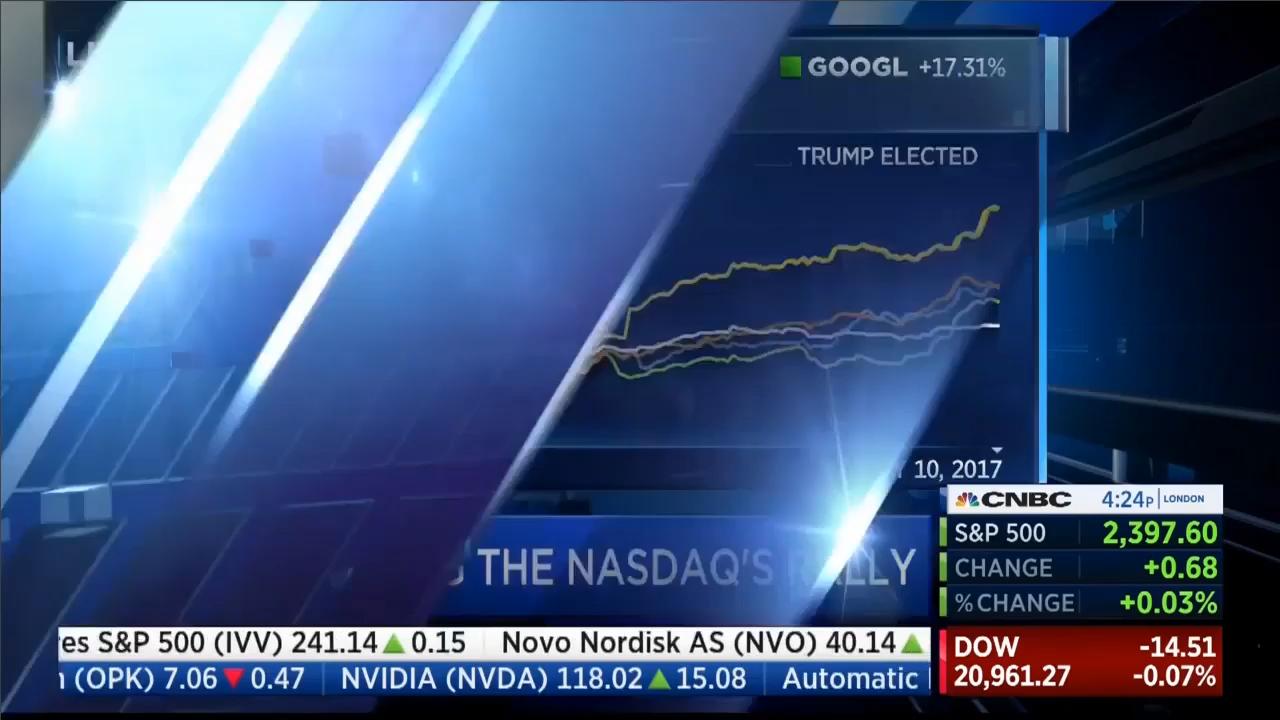 GOOGL +17.31%
TRUMP ELECTED
10, 2017
CNBC 4:24P LONDON
S&P 500 2,397.60
CHANGE +0.68
% CHANGE +0.03%
THE NASDAQ'S RALLY
es S&P 500 (IVV) 241.14 ▲ 0.15 Novo Nordisk AS (NVO) 40.14 ▲
(OPK) 7.06 ▼ 0.47 NVIDIA (NVDA) 118.02 ▲ 15.08 Automatic
DOW -14.51
20,961.27 -0.07%